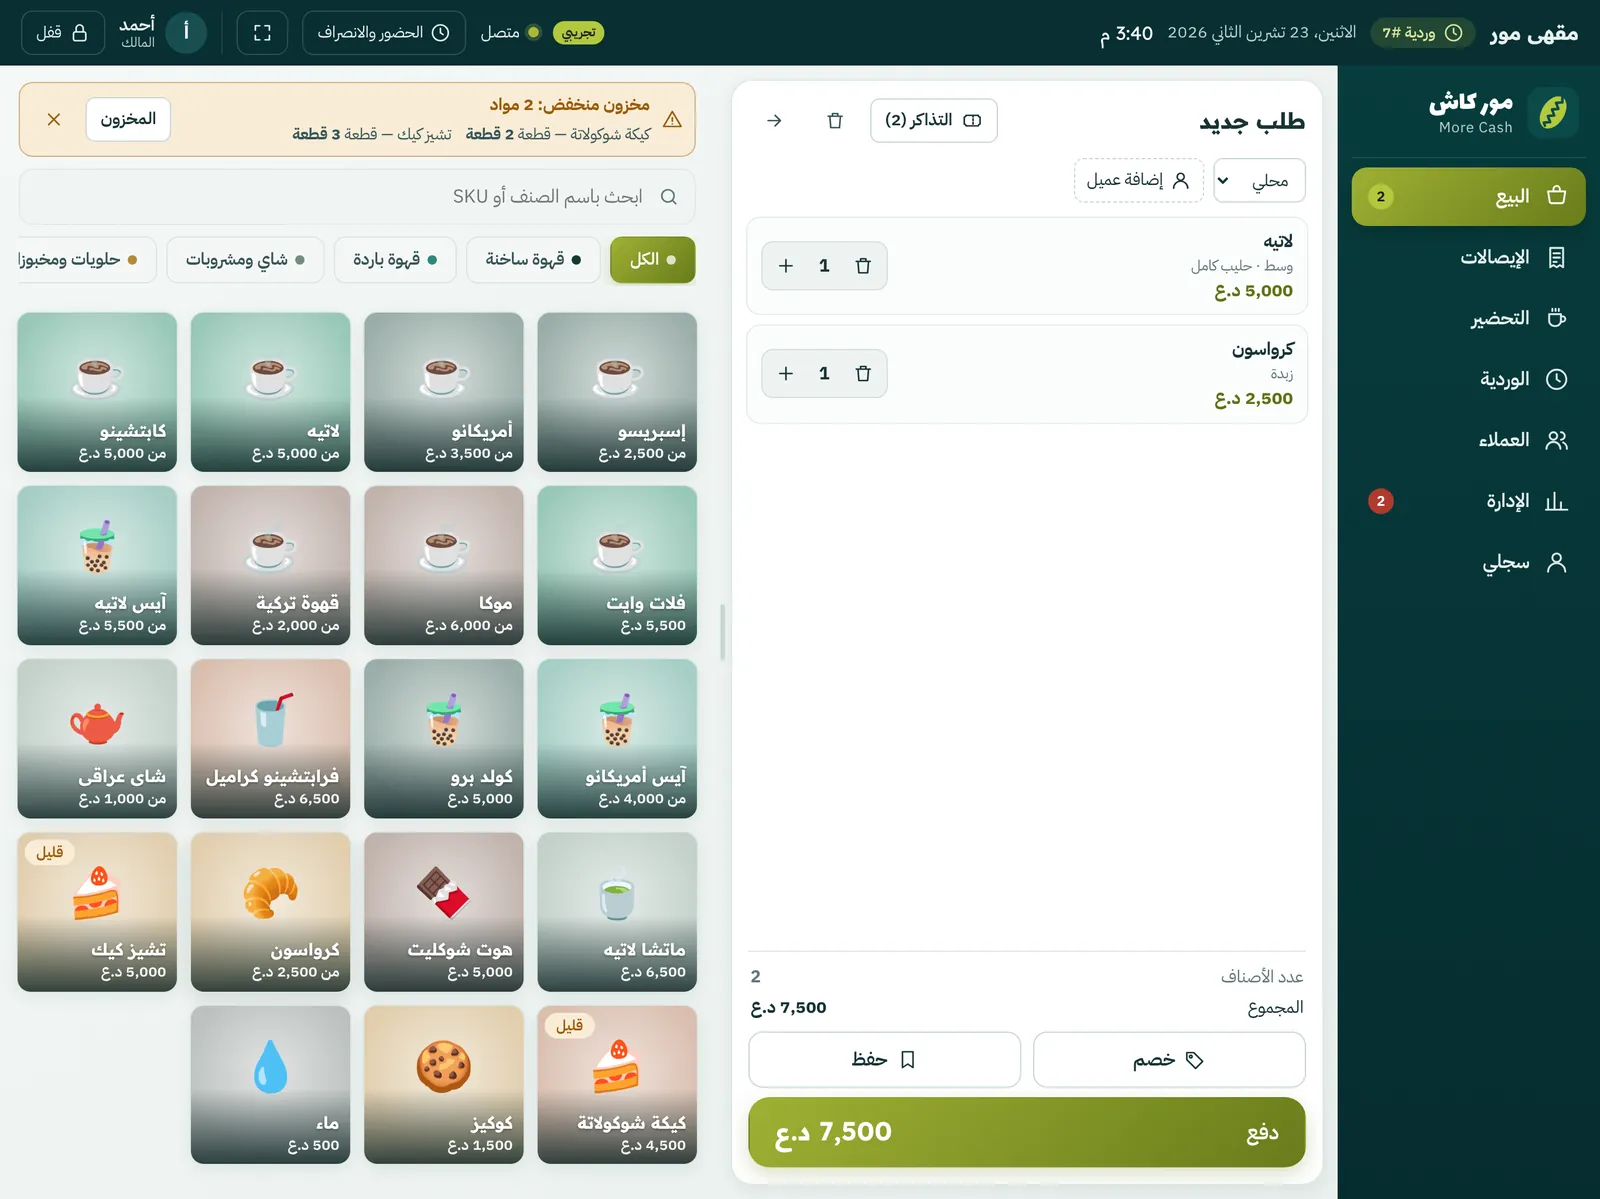 مقهى مور
وردية #7
الاثنين، 23 تشرين الثاني 2026
3:40 م
تجريبي
متصل
الحضور والانصراف
أ
أحمد
المالك
قفل
مور كاش
More Cash
البيع
2
الإيصالات
التحضير
الوردية
العملاء
الإدارة
2
سجلي
طلب جديد
التذاكر (2)
محلي
إضافة عميل
لاتيه
وسط · حليب كامل
5,000 د.ع
1
كرواسون
زبدة
2,500 د.ع
1
عدد الأصناف
2
المجموع
7,500 د.ع
خصم
حفظ
دفع
7,500 د.ع
مخزون منخفض: 2 مواد
كيكة شوكولاتة — قطعة 2 قطعة تشيز كيك — قطعة 3 قطعة
المخزون
ابحث باسم الصنف أو SKU
الكل
قهوة ساخنة
قهوة باردة
شاي ومشروبات
حلويات ومخبوزا
إسبريسو
من 2,500 د.ع
أمريكانو
من 3,500 د.ع
لاتيه
من 5,000 د.ع
كابتشينو
من 5,000 د.ع
فلات وايت
5,500 د.ع
موكا
من 6,000 د.ع
قهوة تركية
من 2,000 د.ع
آيس لاتيه
من 5,500 د.ع
آيس أمريكانو
من 4,000 د.ع
كولد برو
5,000 د.ع
فرابتشينو كراميل
6,500 د.ع
شاي عراقي
من 1,000 د.ع
ماتشا لاتيه
6,500 د.ع
هوت شوكليت
5,000 د.ع
كرواسون
من 2,500 د.ع
قليل
تشيز كيك
5,000 د.ع
قليل
كيكة شوكولاتة
4,500 د.ع
كوكيز
1,500 د.ع
ماء
500 د.ع